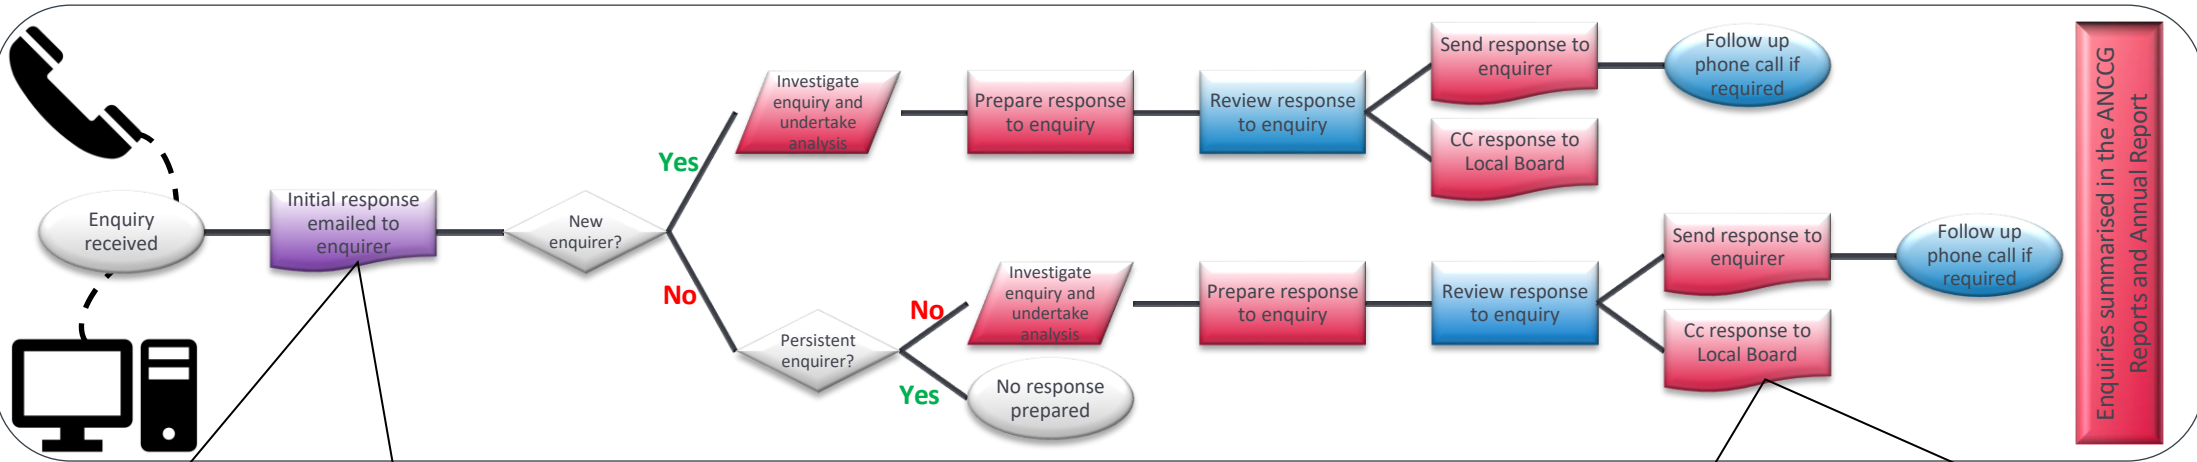 Enquiry
received
Initial response
emailed to
enquirer
New
enquirer?
Yes
Investigate
enquiry and
undertake
analysis
Prepare response
to enquiry
Review response
to enquiry
Send response to
enquirer
Follow up
phone call if
required
CC response to
Local Board
No
Persistent
enquirer?
No
Investigate
enquiry and
undertake
analysis
Prepare response
to enquiry
Review response
to enquiry
Send response to
enquirer
Follow up
phone call if
required
Cc response to
Local Board
Yes
No response
prepared
Enquiries summarised in the ANCCG
Reports and Annual Report